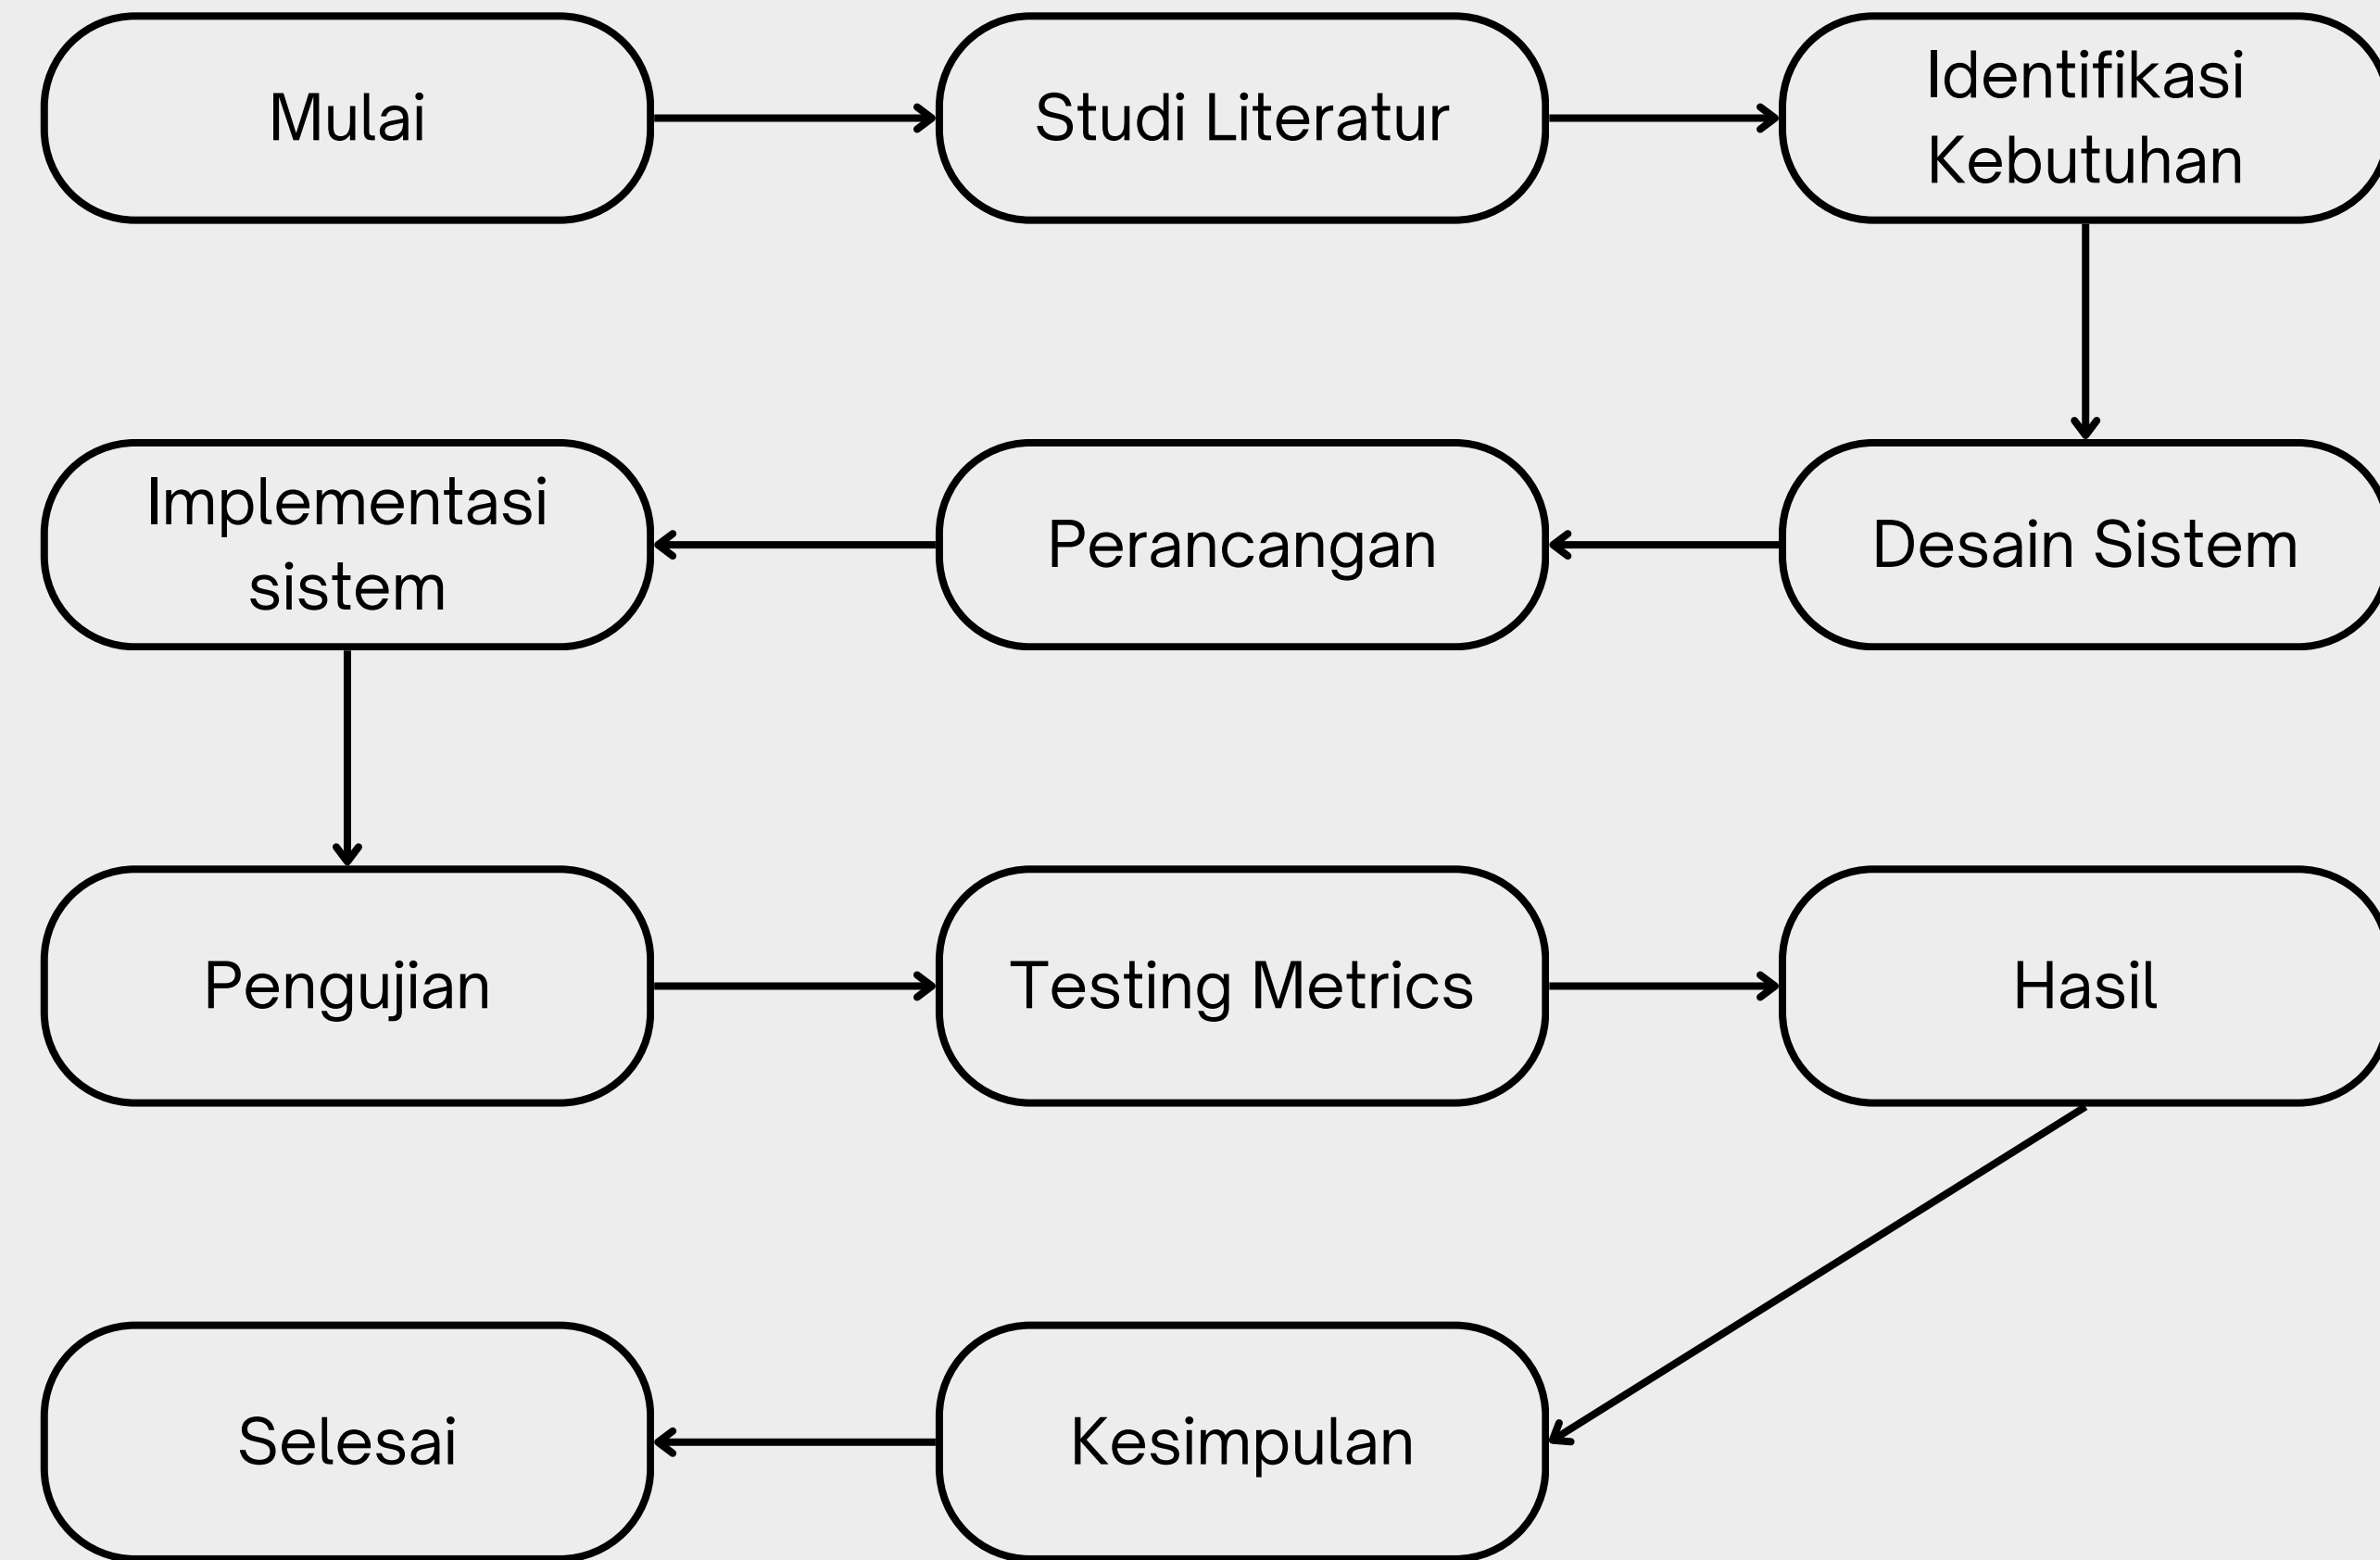 Mulai
Studi Literatur
Identifikasi
Kebutuhan
Implementasi
sistem
Perancangan
Desain Sistem
Pengujian
Testing Metrics
Hasil
Selesai
Kesimpulan